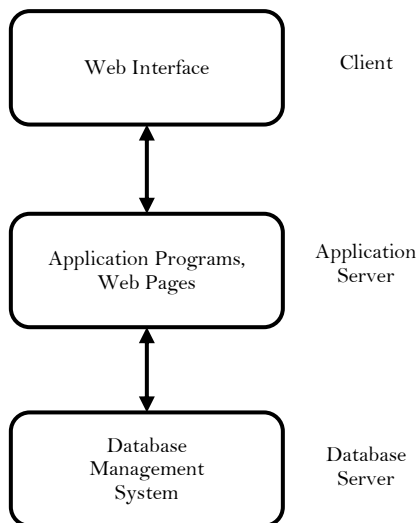 Web Interface
Client
Application Programs,
Web Pages
Application
Server
Database
Management
System
Database
Server